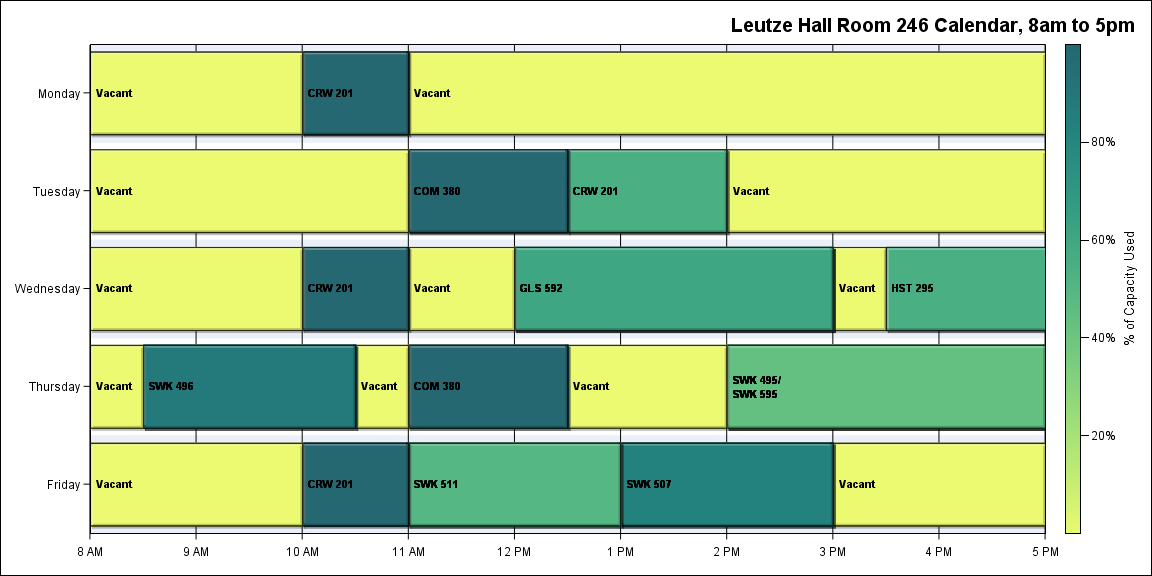 Leutze Hall Room 246 Calendar, 8am to 5pm
Monday
Vacant
CRW 201
Vacant
Tuesday
Vacant
COM 380
CRW 201
Vacant
Wednesday
Vacant
CRW 201
Vacant
GLS 592
Vacant
HST 295
Thursday
Vacant
SWK 496
Vacant
COM 380
Vacant
SWK 495/
SWK 595
Friday
Vacant
CRW 201
SWK 511
SWK 507
Vacant
8 AM
9 AM
10 AM
11 AM
12 PM
1 PM
2 PM
3 PM
4 PM
5 PM
80%
60%
40%
20%
% of Capacity Used